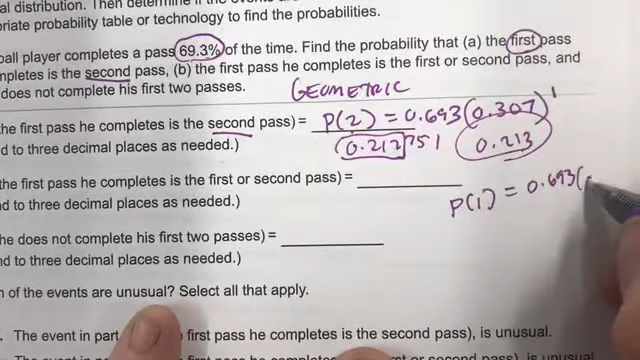 al distribution. Then determine if the events are
priate probability table or technology to find the probabilities.
ball player completes a pass 69.3% of the time. Find the probability that (a) the first pass
mpletes is the second pass, (b) the first pass he completes is the first or second pass, and
does not complete his first two passes.
GEOMETRIC
the first pass he completes is the second pass) = P(2) = 0.693(0.307)^1
d to three decimal places as needed.) 0.212751 0.213
the first pass he completes is the first or second pass) =
nd to three decimal places as needed.) P(1) = 0.693(
he does not complete his first two passes) =
nd to three decimal places as needed.)
h of the events are unusual? Select all that apply.
The event in part first pass he completes is the second pass), is unusual.